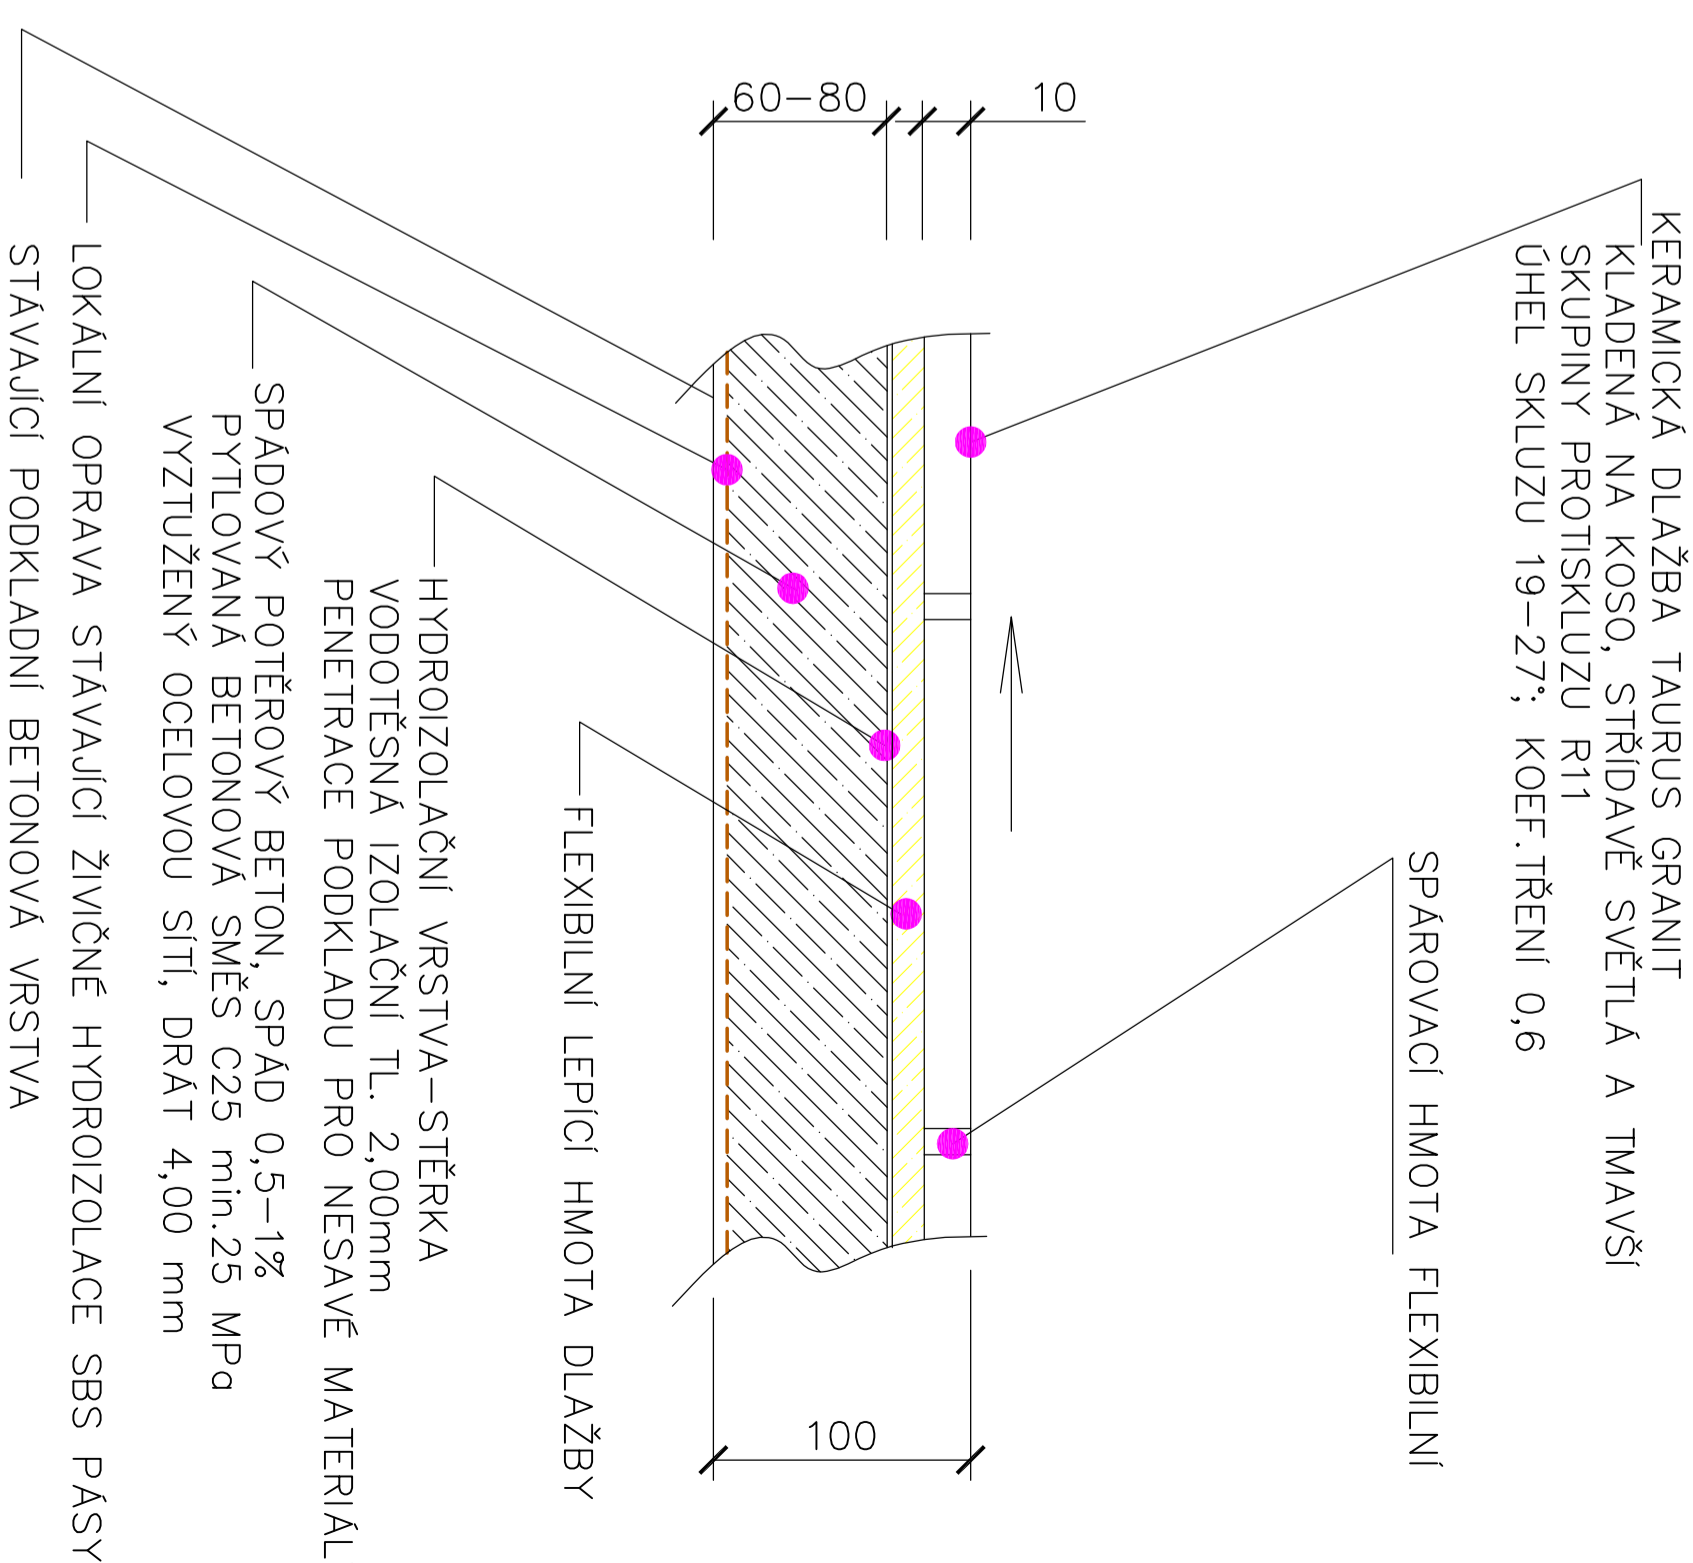 KERAMICKÁ DLAŽBA TAURUS GRANIT
KLADENÁ NA KOSO, STŘÍDAVĚ SVĚTLÁ A TMAVŠÍ
SKUPINY PROTISKLUZU R11
ÚHEL SKLUZU 19-27°; KOEF.TŘENÍ 0,6
SPÁROVACÍ HMOTA FLEXIBILNÍ
10
60-80
100
FLEXIBILNÍ LEPÍCÍ HMOTA DLAŽBY
HYDROIZOLAČNÍ VRSTVA-STĚRKA
VODOTĚSNÁ IZOLAČNÍ TL. 2,00mm
PENETRACE PODKLADU PRO NESAVÉ MATERIÁL
SPÁDOVÝ POTĚROVÝ BETON, SPÁD 0,5-1%
PYTLOVANÁ BETONOVÁ SMĚS C25 min.25 MPa
VYZTUŽENÝ OCELOVOU SÍTÍ, DRÁT 4,00 mm
LOKÁLNÍ OPRAVA STÁVAJÍCÍ ŽIVIČNÉ HYDROIZOLACE SBS PÁSY
STÁVAJÍCÍ PODKLADNÍ BETONOVÁ VRSTVA